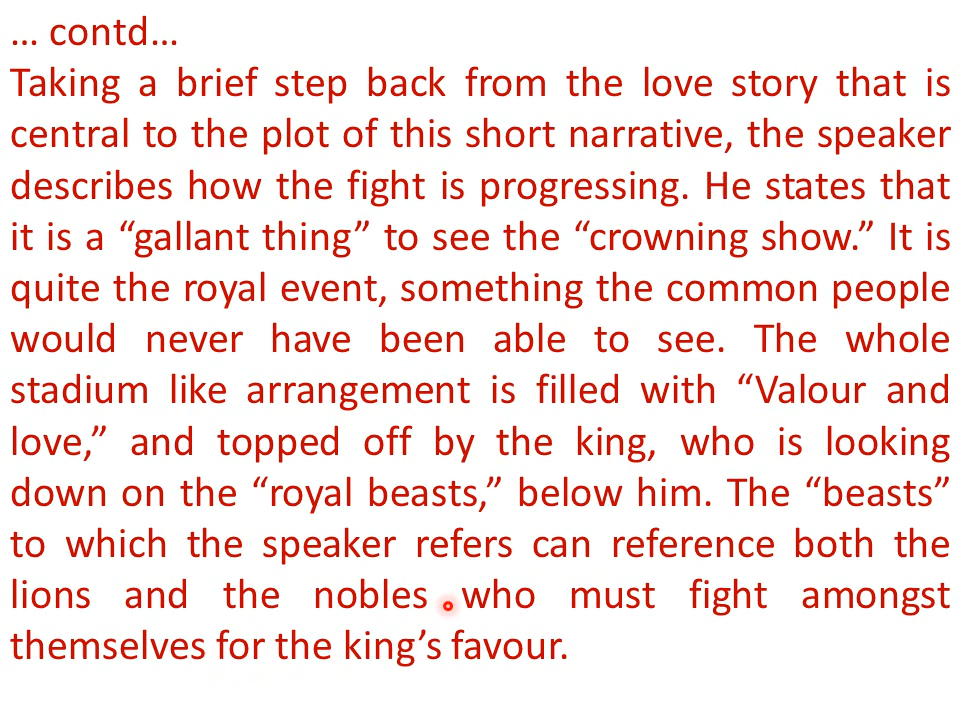 … contd…
Taking a brief step back from the love story that is
central to the plot of this short narrative, the speaker
describes how the fight is progressing. He states that
it is a “gallant thing” to see the “crowning show.” It is
quite the royal event, something the common people
would never have been able to see. The whole
stadium like arrangement is filled with “Valour and
love,” and topped off by the king, who is looking
down on the “royal beasts,” below him. The “beasts”
to which the speaker refers can reference both the
lions and the nobles who must fight amongst
themselves for the king’s favour.